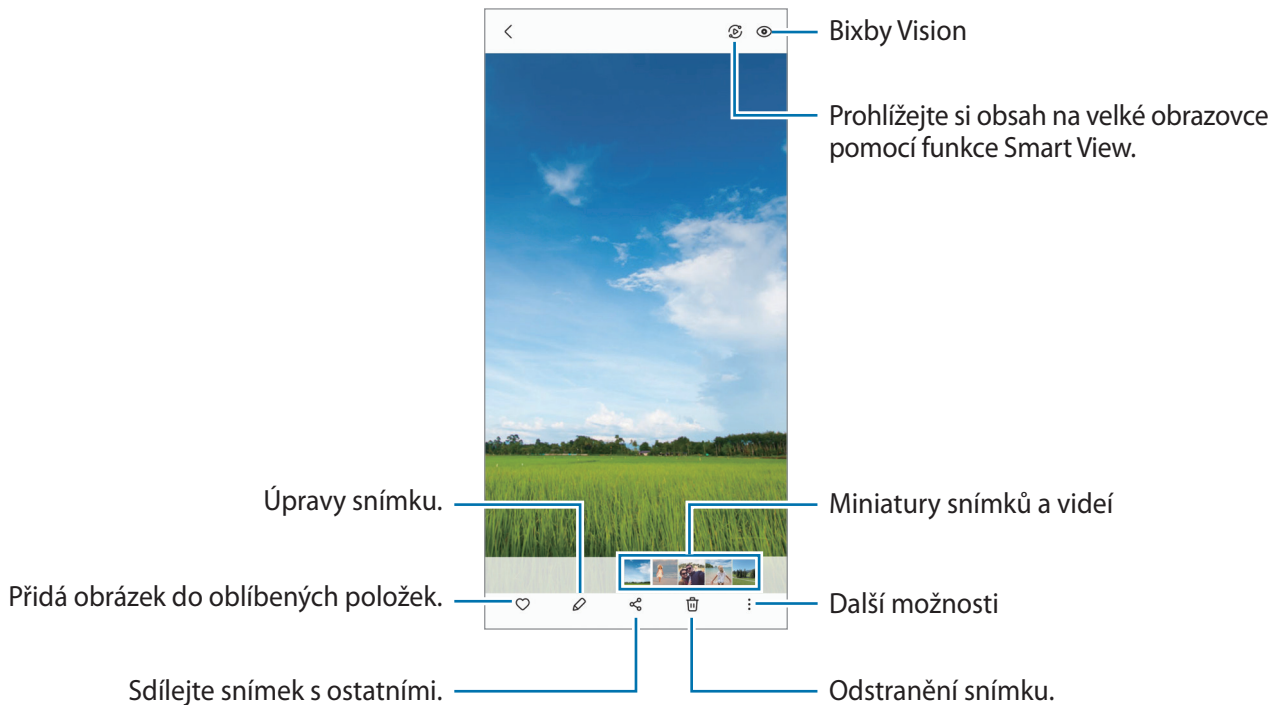 Bixby Vision
Prohlížejte si obsah na velké obrazovce
pomocí funkce Smart View.
Úpravy snímku.
Miniatury snímků a videí
Přidá obrázek do oblíbených položek.
Další možnosti
Sdílejte snímek s ostatními.
Odstranění snímku.